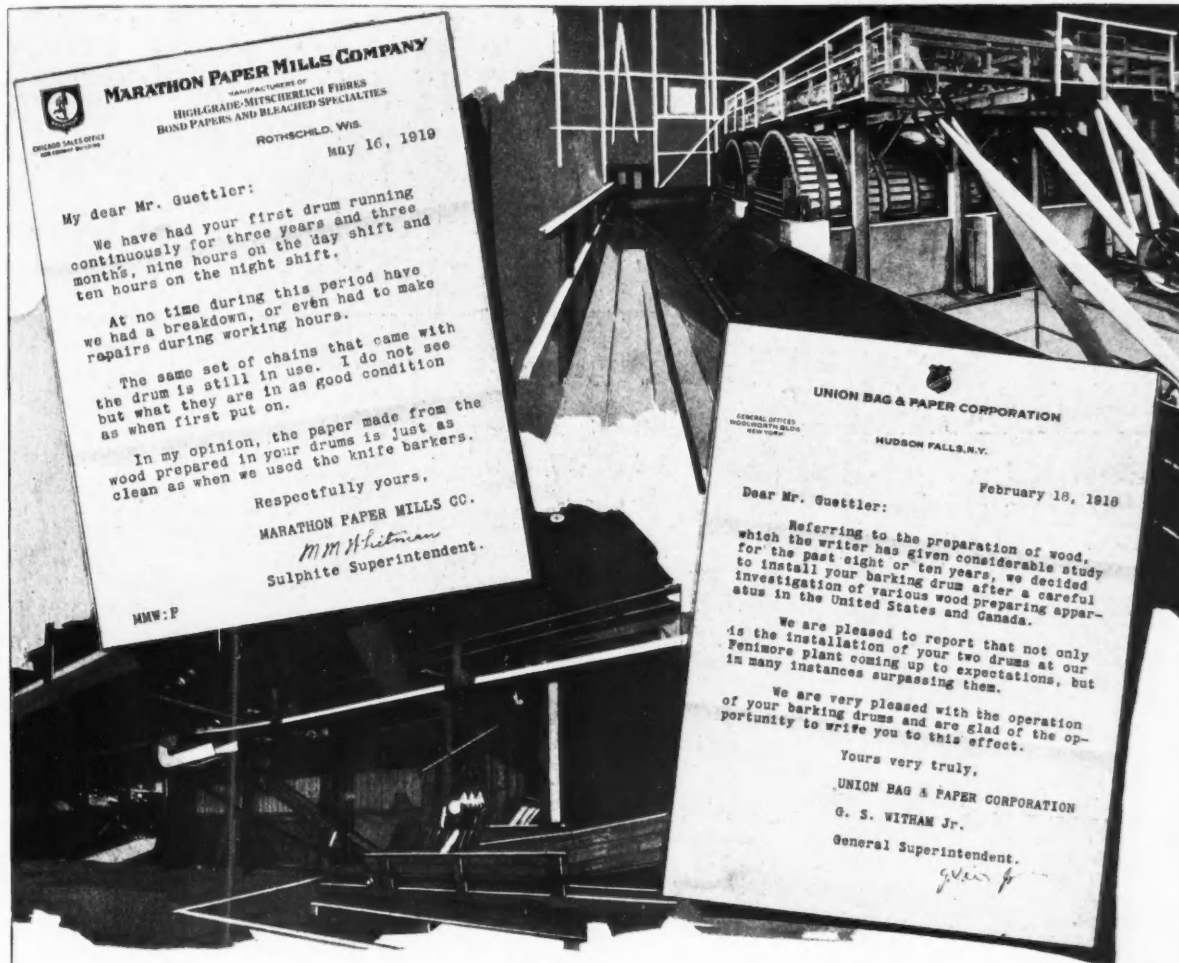 MARATHON PAPER MILLS COMPANY
MANUFACTURERS OF
HIGH-GRADE-MITSCHERLICH FIBRES
BOND PAPERS AND BLEACHED SPECIALTIES
CHICAGO SALES OFFICE
ROTHSCHILD, WIS.
May 16, 1919
My dear Mr. Guettler:
We have had your first drum running
continuously for three years and three
months, nine hours on the day shift and
ten hours on the night shift.
At no time during this period have
we had a breakdown, or even had to make
repairs during working hours.
The same set of chains that came with
the drum is still in use. I do not see
but what they are in as good condition
as when first put on.
In my opinion, the paper made from the
wood prepared in your drums is just as
clean as when we used the knife barkers.
Respectfully yours,
MARATHON PAPER MILLS CO.
MM Whitman
Sulphite Superintendent.
MMW:P
UNION BAG & PAPER CORPORATION
GENERAL OFFICES
WOOLWORTH BLDG
NEW YORK
HUDSON FALLS, N.Y.
February 18, 1918
Dear Mr. Guettler:
Referring to the preparation of wood,
which the writer has given considerable study
for the past eight or ten years, we decided
to install your barking drum after a careful
investigation of various wood preparing appar-
atus in the United States and Canada.
We are pleased to report that not only
is the installation of your two drums at our
Fenimore plant coming up to expectations, but
in many instances surpassing them.
We are very pleased with the operation
of your barking drums and are glad of the op-
portunity to write you to this effect.
Yours very truly,
UNION BAG & PAPER CORPORATION
G. S. WITHAM Jr.
General Superintendent.